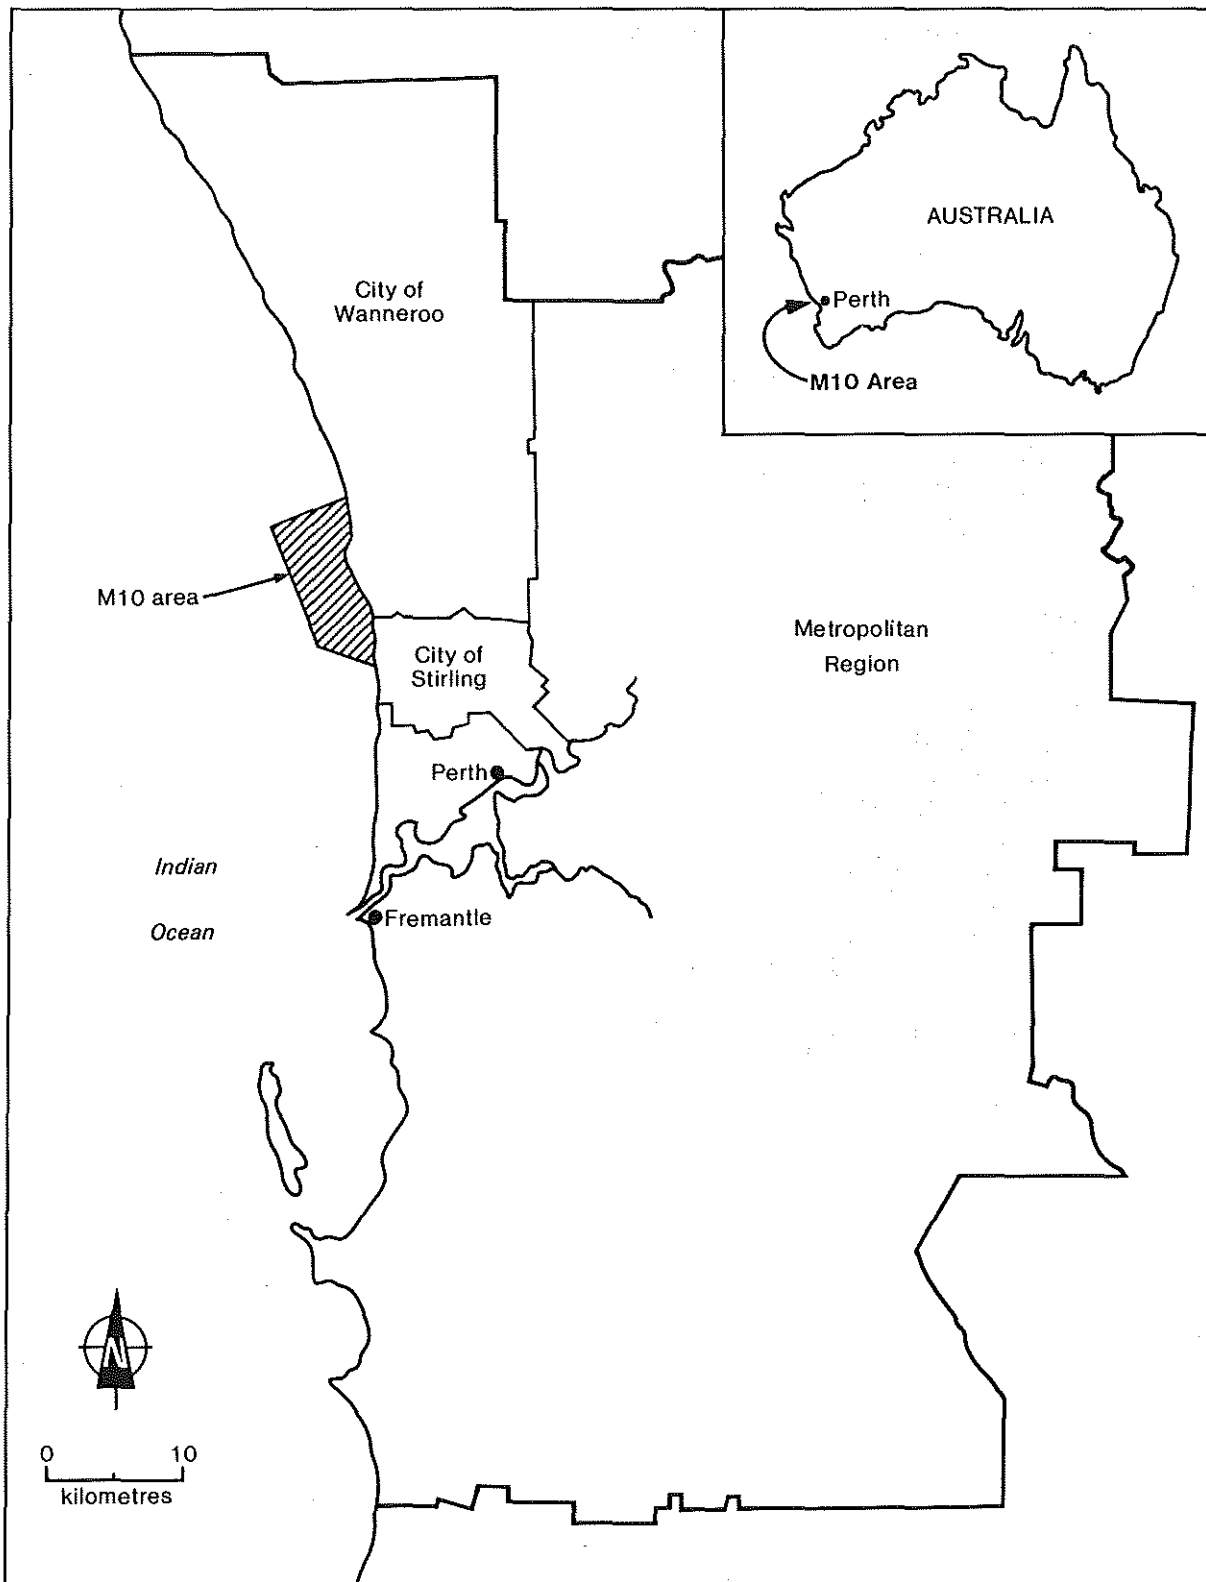 AUSTRALIA
Perth
M10 Area
City of
Wanneroo
M10 area
City of
Stirling
Metropolitan
Region
Perth
Indian
Ocean
Fremantle
N
0 10
kilometres